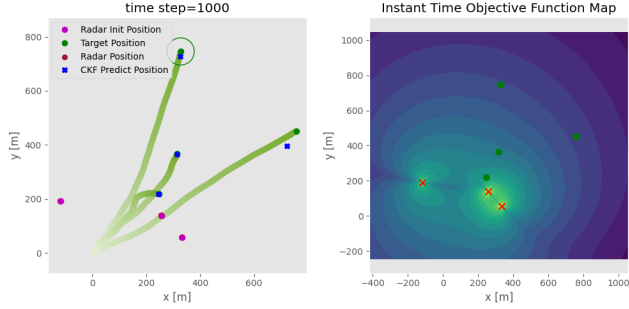 time step=1000
Radar Init Position
Target Position
Radar Position
CKF Predict Position
800
600
400
200
0
y [m]
0
200
400
600
x [m]
Instant Time Objective Function Map
1000
800
600
400
200
0
−200
y [m]
−400
−200
0
200
400
600
800
1000
x [m]